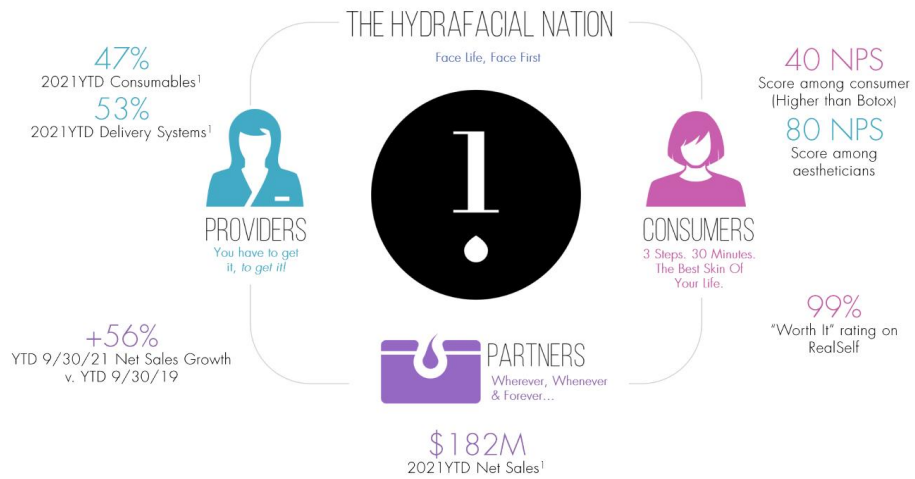 THE HYDRAFACIAL NATION
Face Life, Face First
47%
2021YTD Consumables¹
53%
2021YTD Delivery Systems¹
PROVIDERS
You have to get
it, to get it!
1
40 NPS
Score among consumer
(Higher than Botox)
80 NPS
Score among
aestheticians
CONSUMERS
3 Steps. 30 Minutes.
The Best Skin Of
Your Life.
+56%
YTD 9/30/21 Net Sales Growth
v. YTD 9/30/19
99%
“Worth It” rating on
RealSelf
PARTNERS
Wherever, Whenever
& Forever...
$182M
2021YTD Net Sales¹